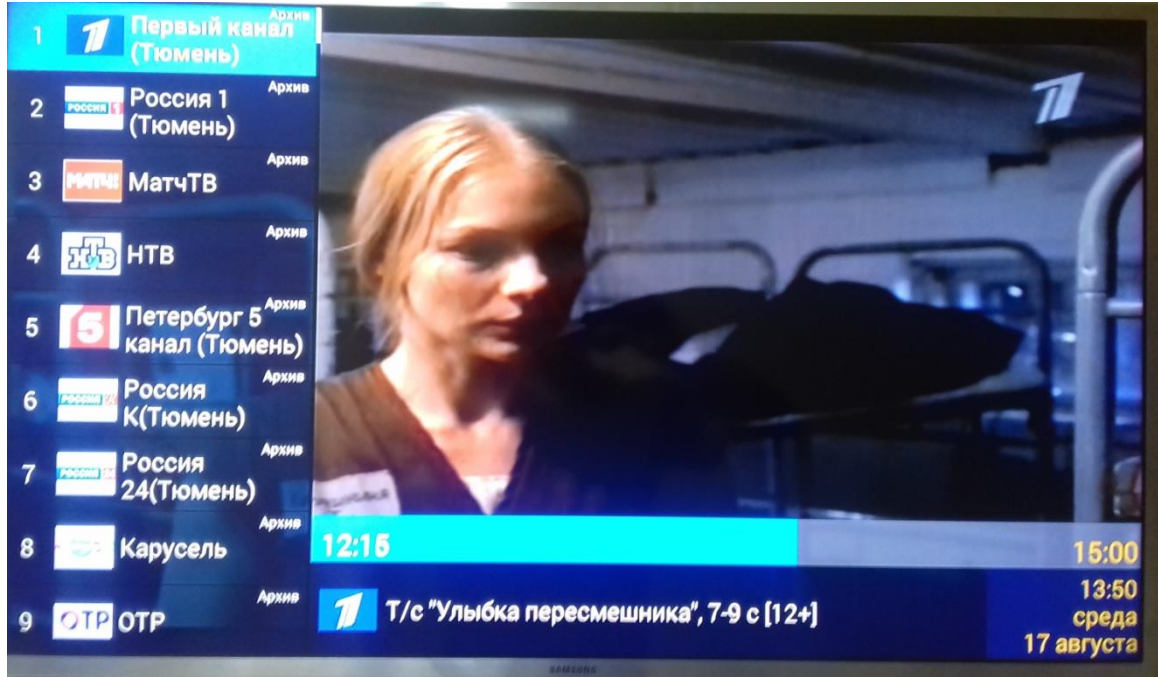 1
Архив
Первый канал
(Тюмень)
Архив
2
РОССИЯ 1
Россия 1
(Тюмень)
Архив
3
МАТЧ!
МатчТВ
Архив
4
НТВ
НТВ
Архив
5
5
Петербург 5
канал (Тюмень)
Архив
6
РОССИЯ
Россия
К(Тюмень)
Архив
7
РОССИЯ
Россия
24(Тюмень)
Архив
8
Карусель
Архив
9
ОТР
ОТР
12:15
15:00
Т/с "Улыбка пересмешника", 7-9 с [12+]
13:50
среда
17 августа
SAMSUNG